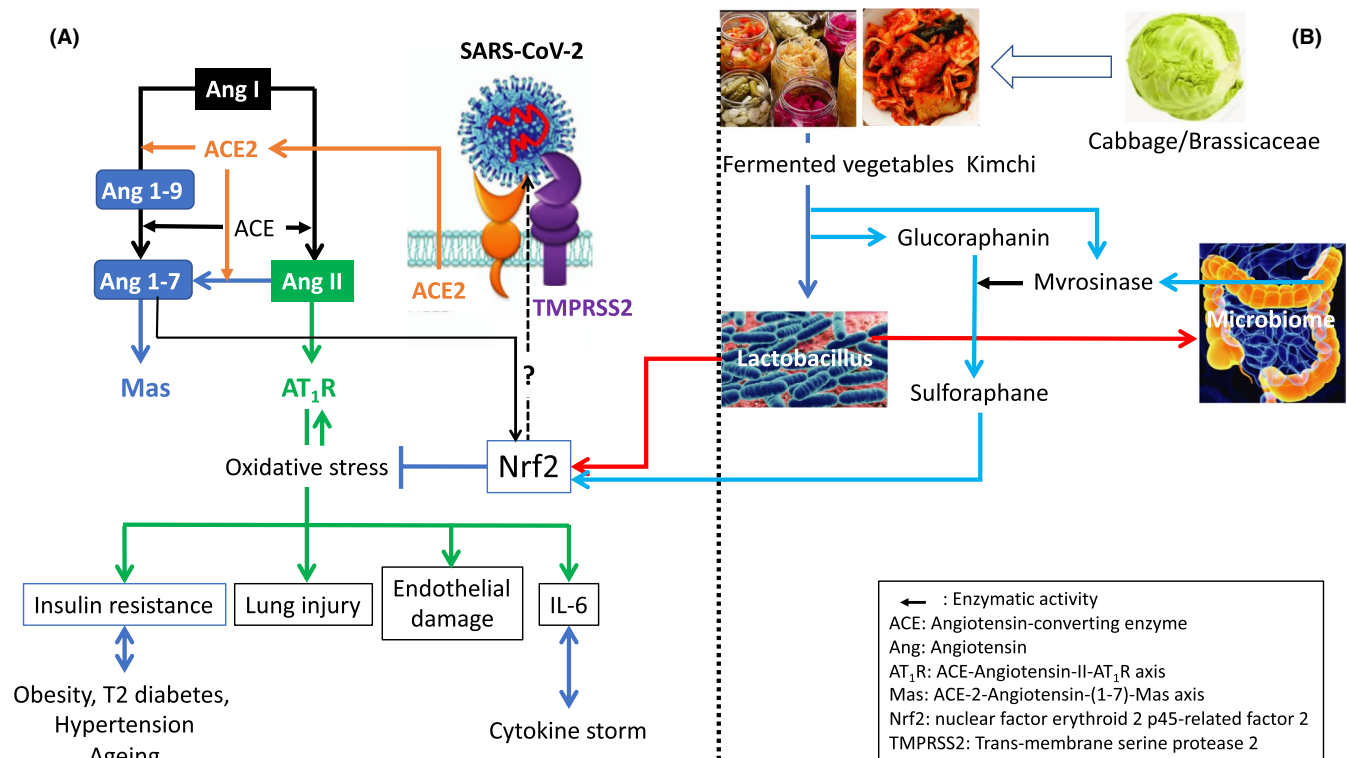 (A)
SARS-CoV-2
Ang I
ACE2
Ang 1-9
ACE
Ang 1-7
Ang II
ACE2
TMPRSS2
Mas
AT₁R
?
Oxidative stress
Nrf2
Insulin resistance
Lung injury
Endothelial
damage
IL-6
Obesity, T2 diabetes,
Hypertension
Ageing
Cytokine storm
(B)
Cabbage/Brassicaceae
Fermented vegetables Kimchi
Glucoraphanin
Mvrosinase
Microbiome
Lactobacillus
Sulforaphane
: Enzymatic activity
ACE: Angiotensin-converting enzyme
Ang: Angiotensin
AT₁R: ACE-Angiotensin-II-AT₁R axis
Mas: ACE-2-Angiotensin-(1-7)-Mas axis
Nrf2: nuclear factor erythroid 2 p45-related factor 2
TMPRSS2: Trans-membrane serine protease 2